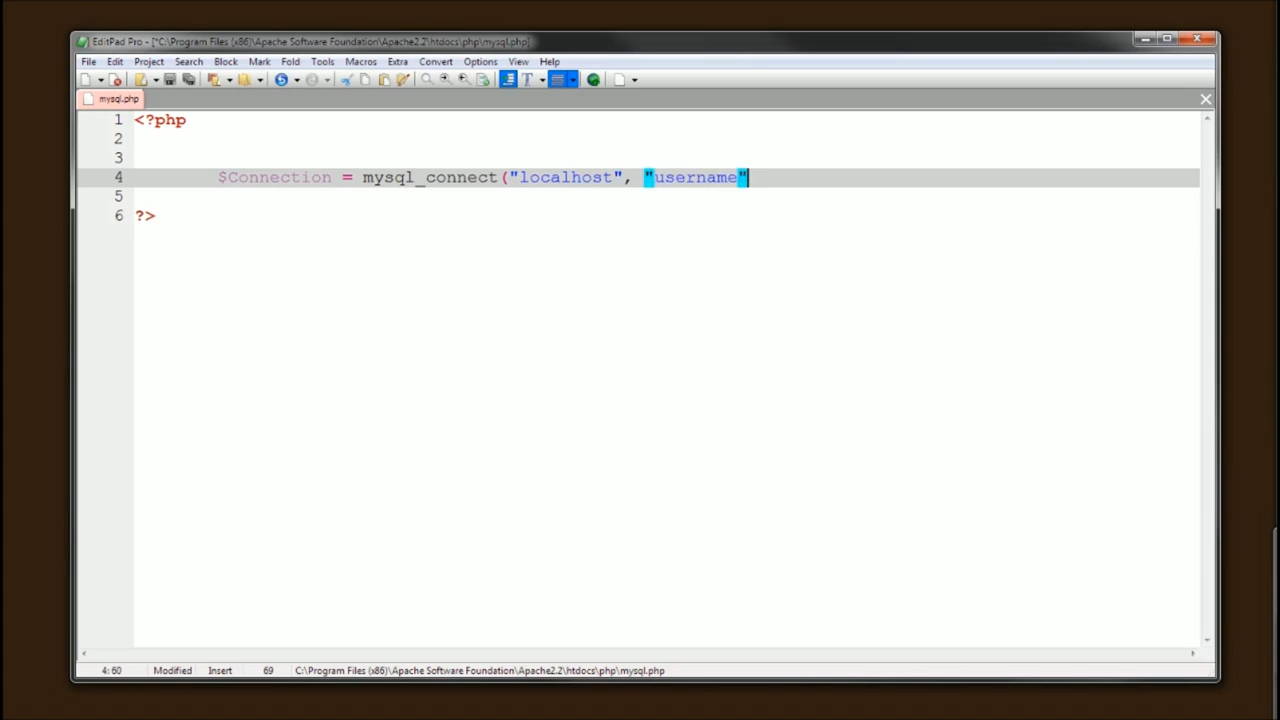 EditPad Pro - [*C:\Program Files (x86)\Apache Software Foundation\Apache2.2\htdocs\php\mysql.php]
File Edit Project Search Block Mark Fold Tools Macros Extra Convert Options View Help
mysql.php
1 <?php
2
3
4 $Connection = mysql_connect("localhost", "username"
5
6 ?>
4:60 Modified Insert 69 C:\Program Files (x86)\Apache Software Foundation\Apache2.2\htdocs\php\mysql.php